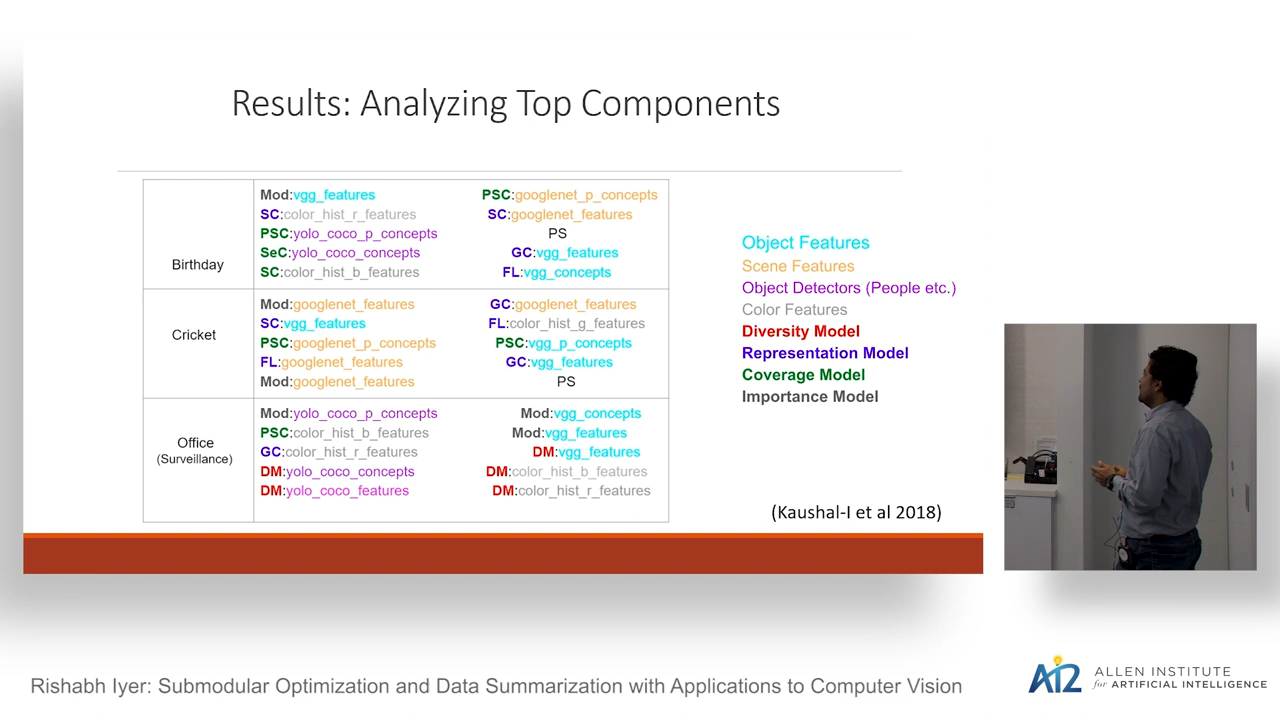 Results: Analyzing Top Components
Birthday
Mod:vgg_features
SC:color_hist_r_features
PSC:yolo_coco_p_concepts
SeC:yolo_coco_concepts
SC:color_hist_b_features
PSC:googlenet_p_concepts
SC:googlenet_features
PS
GC:vgg_features
FL:vgg_concepts
Cricket
Mod:googlenet_features
SC:vgg_features
PSC:googlenet_p_concepts
FL:googlenet_features
Mod:googlenet_features
GC:googlenet_features
FL:color_hist_g_features
PSC:vgg_p_concepts
GC:vgg_features
PS
Office
(Surveillance)
Mod:yolo_coco_p_concepts
PSC:color_hist_b_features
GC:color_hist_r_features
DM:yolo_coco_concepts
DM:yolo_coco_features
Mod:vgg_concepts
Mod:vgg_features
DM:vgg_features
DM:color_hist_b_features
DM:color_hist_r_features
Object Features
Scene Features
Object Detectors (People etc.)
Color Features
Diversity Model
Representation Model
Coverage Model
Importance Model
(Kaushal-I et al 2018)
Rishabh Iyer: Submodular Optimization and Data Summarization with Applications to Computer Vision
AI2
ALLEN INSTITUTE
for ARTIFICIAL INTELLIGENCE